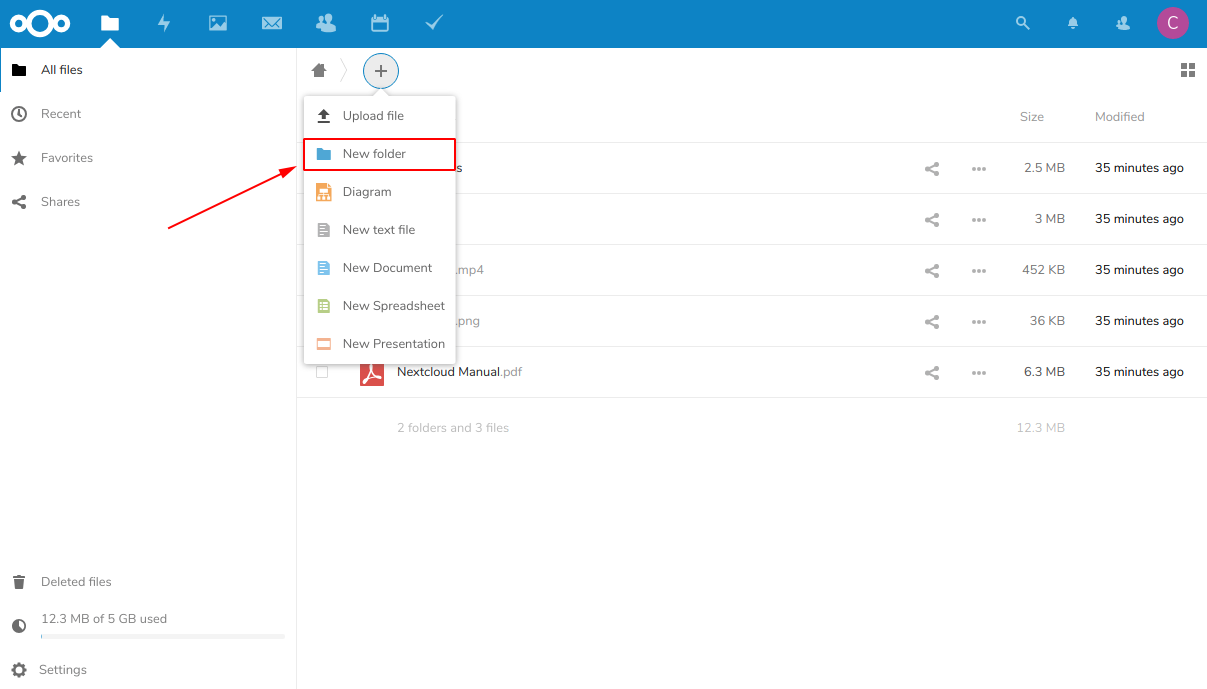 C
All files
Recent
Favorites
Shares
Upload file
New folder
Diagram
New text file
New Document
New Spreadsheet
New Presentation
Size Modified
s 2.5 MB 35 minutes ago
3 MB 35 minutes ago
.mp4 452 KB 35 minutes ago
.png 36 KB 35 minutes ago
Nextcloud Manual.pdf 6.3 MB 35 minutes ago
2 folders and 3 files 12.3 MB
Deleted files
12.3 MB of 5 GB used
Settings